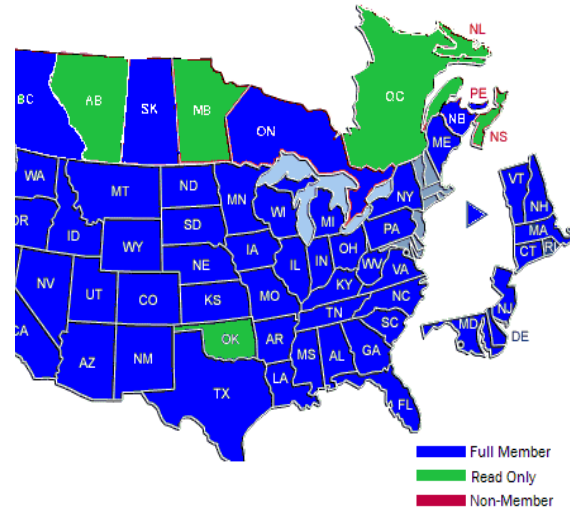 NL
QC
PE
AB
MB
BC
SK
NB
ON
NS
ME
WA
ND
MT
MN
VT
NY
WI
NH
MI
OR
SD
ID
MA
PA
WY
CT
RI
IA
OH
NE
IL
IN
WV
VA
NV
UT
CO
KS
MO
KY
NC
NJ
TN
MD
SC
DE
CA
OK
AR
AZ
NM
MS
AL
GA
LA
TX
FL
Full Member
Read Only
Non-Member